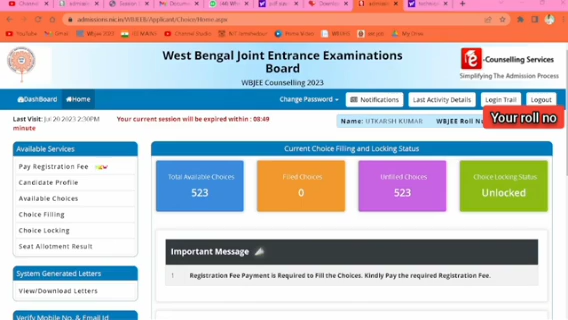 admissions.nic.in/WBJEEB/Applicant/Choice/Home.aspx
YouTube
Gmail
My Drive
West Bengal Joint Entrance Examinations
Board
WBJEE Counselling 2023
e-Counselling Services
Simplifying The Admission Process
DashBoard
Home
Change Password
Notifications
Last Activity Details
Login Trail
Logout
Last Visit: Jul 20 2023 2:30PM
Your current session will be expired within : 08:49
minute
Name: UTKARSH KUMAR
WBJEE Roll
Your roll no
Available Services
Pay Registration Fee
Candidate Profile
Available Choices
Choice Filling
Choice Locking
Seat Allotment Result
System Generated Letters
View/Download Letters
Verify Mobile No. & Email Id
Current Choice Filling and Locking Status
Total Available Choices
523
Filled Choices
0
Unfilled Choices
523
Choice Locking Status
Unlocked
Important Message
1 Registration Fee Payment is Required to Fill the Choices. Kindly Pay the required Registration Fee.